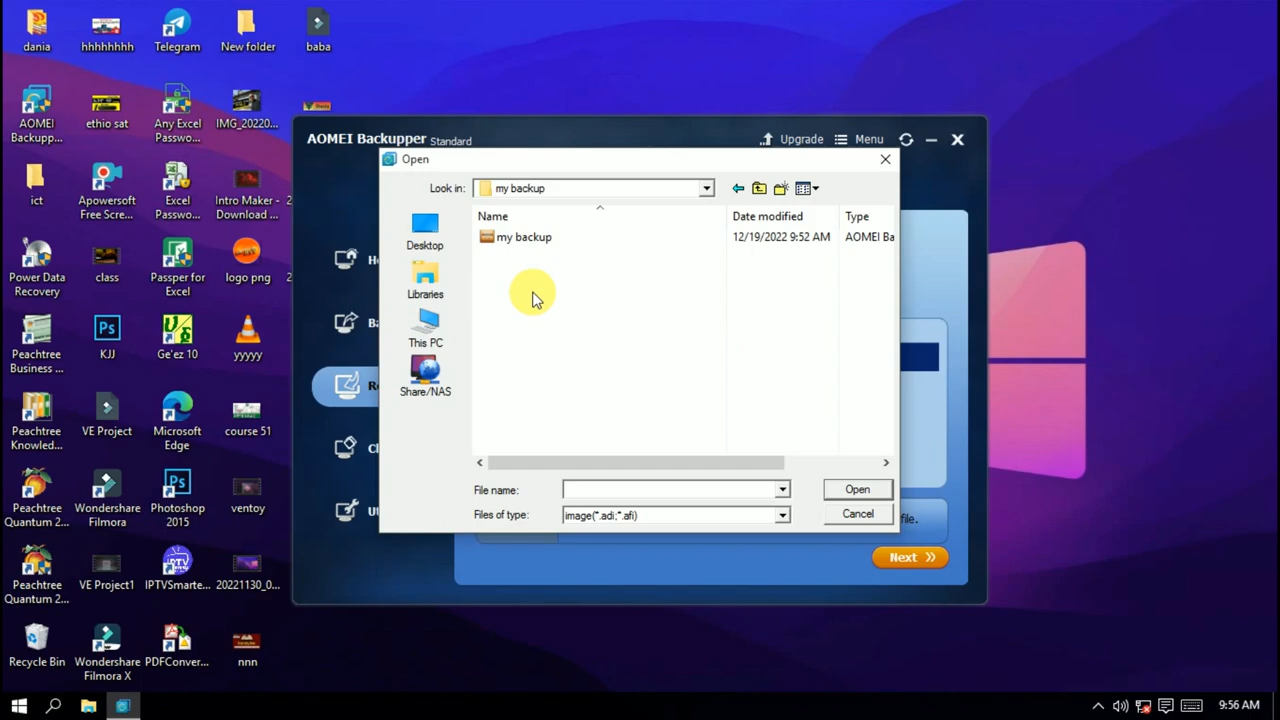 dania
hhhhhhhh
Telegram
New folder
baba
AOMEI
Backupp...
ethio sat
Any Excel
Passwo...
IMG_20220...
ict
Apowersoft
Free Scre...
Excel
Passwo...
Intro Maker -
Download ...
2
Power Data
Recovery
class
Passper for
Excel
logo png
2
Peachtree
Business ...
KJJ
Ge'ez 10
yyyyy
Peachtree
Knowled...
VE Project
Microsoft
Edge
course 51
Peachtree
Quantum 2...
Wondershare
Filmora
Photoshop
2015
ventoy
Peachtree
Quantum 2...
VE Project1
IPTVSmarte...
20221130_0...
Recycle Bin
Wondershare
Filmora X
PDFConver...
nnn
AOMEI Backupper Standard
Upgrade
Menu
Open
Look in:
my backup
Name
Date modified
Type
my backup
12/19/2022 9:52 AM
AOMEI Ba
Desktop
Libraries
This PC
Share/NAS
File name:
Open
Files of type:
image(*.adi;*.afi)
Cancel
file.
Next
9:56 AM